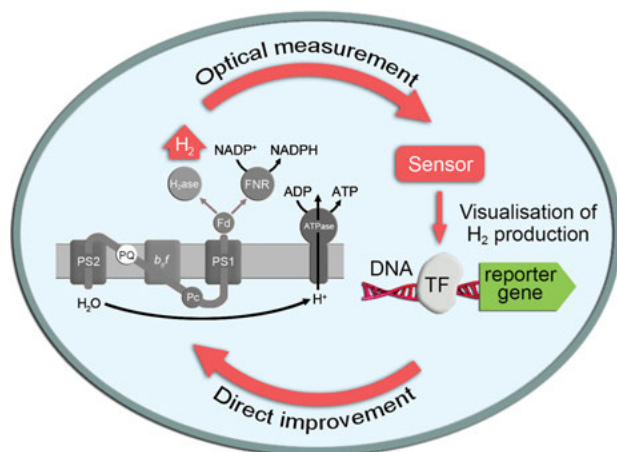 Optical measurement
H₂
NADP⁺
NADPH
H₂ase
FNR
Fd
ADP
ATP
ATPase
PS2
PQ
b₆f
PS1
Pc
H₂O
H⁺
Sensor
Visualisation of
H₂ production
DNA
TF
reporter
gene
Direct improvement